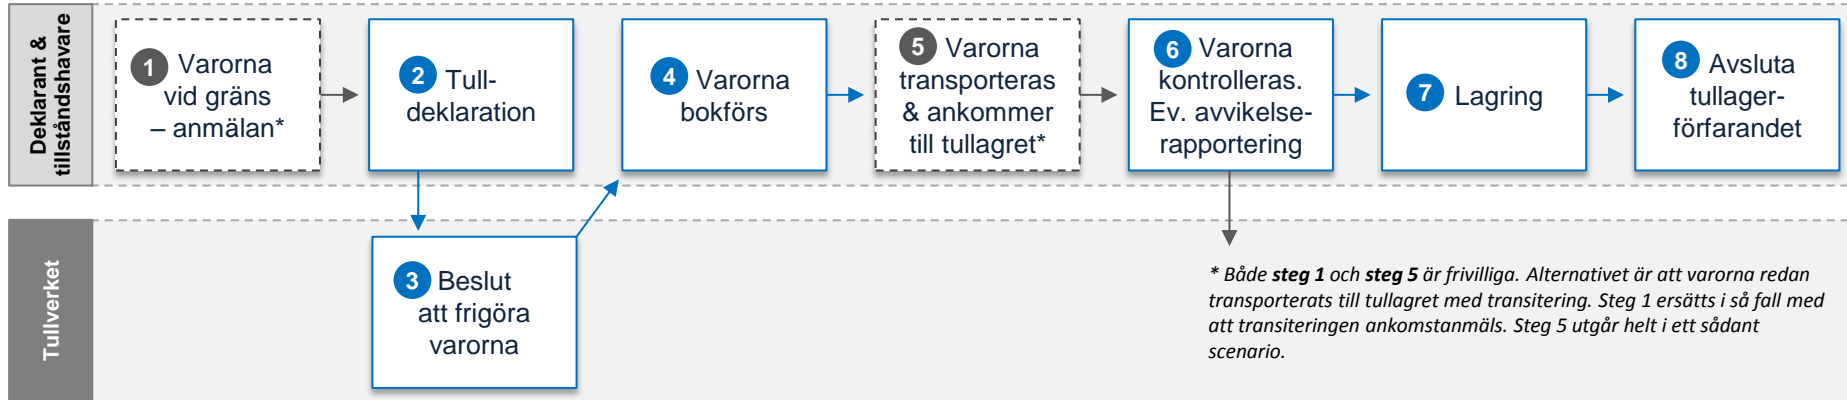 Deklarant &
tillståndshavare
1 Varorna
vid gräns
– anmälan*
2 Tull-
deklaration
4 Varorna
bokförs
5 Varorna
transporteras
& ankommer
till tullagret*
6 Varorna
kontrolleras.
Ev. avvikelse-
rapportering
7 Lagring
8 Avsluta
tullager-
förfarandet
Tullverket
3 Beslut
att frigöra
varorna
* Både steg 1 och steg 5 är frivilliga. Alternativet är att varorna redan
transporterats till tullagret med transitering. Steg 1 ersätts i så fall med
att transiteringen ankomstanmäls. Steg 5 utgår helt i ett sådant
scenario.